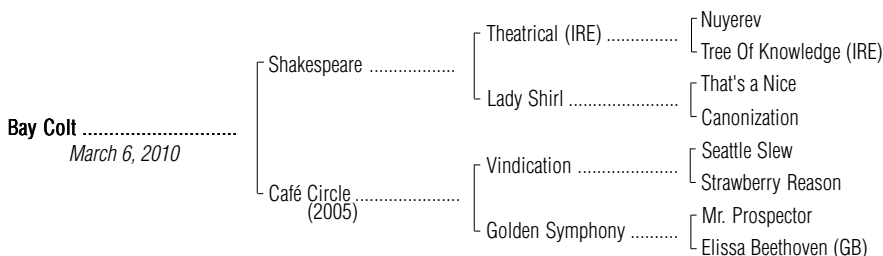 Nuyerev
Theatrical (IRE) ................
Tree Of Knowledge (IRE)
Shakespeare ....................
That's a Nice
Lady Shirl ........................
Canonization
Bay Colt .............................
March 6, 2010
Seattle Slew
Vindication ......................
Strawberry Reason
Café Circle ........................
(2005)
Mr. Prospector
Golden Symphony ..........
Elissa Beethoven (GB)